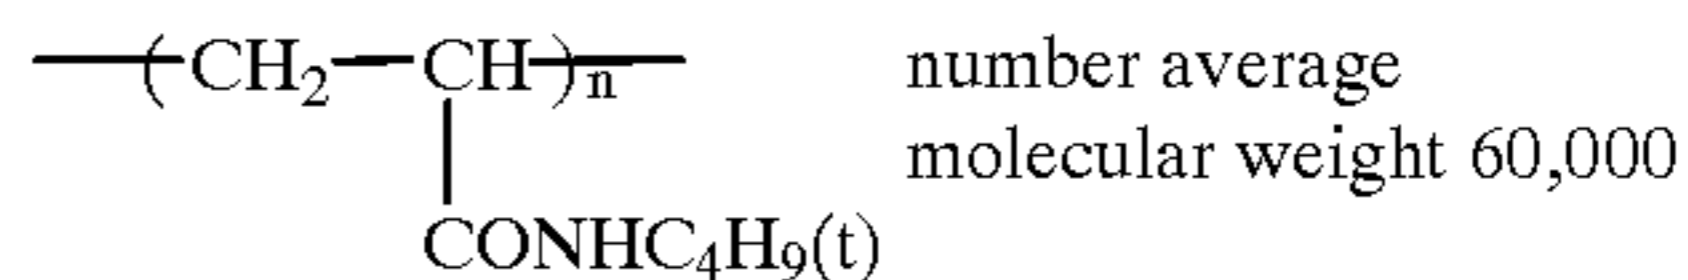 —(CH₂—CH)ₙ— number average
molecular weight 60,000
CONHC₄H₉(t)